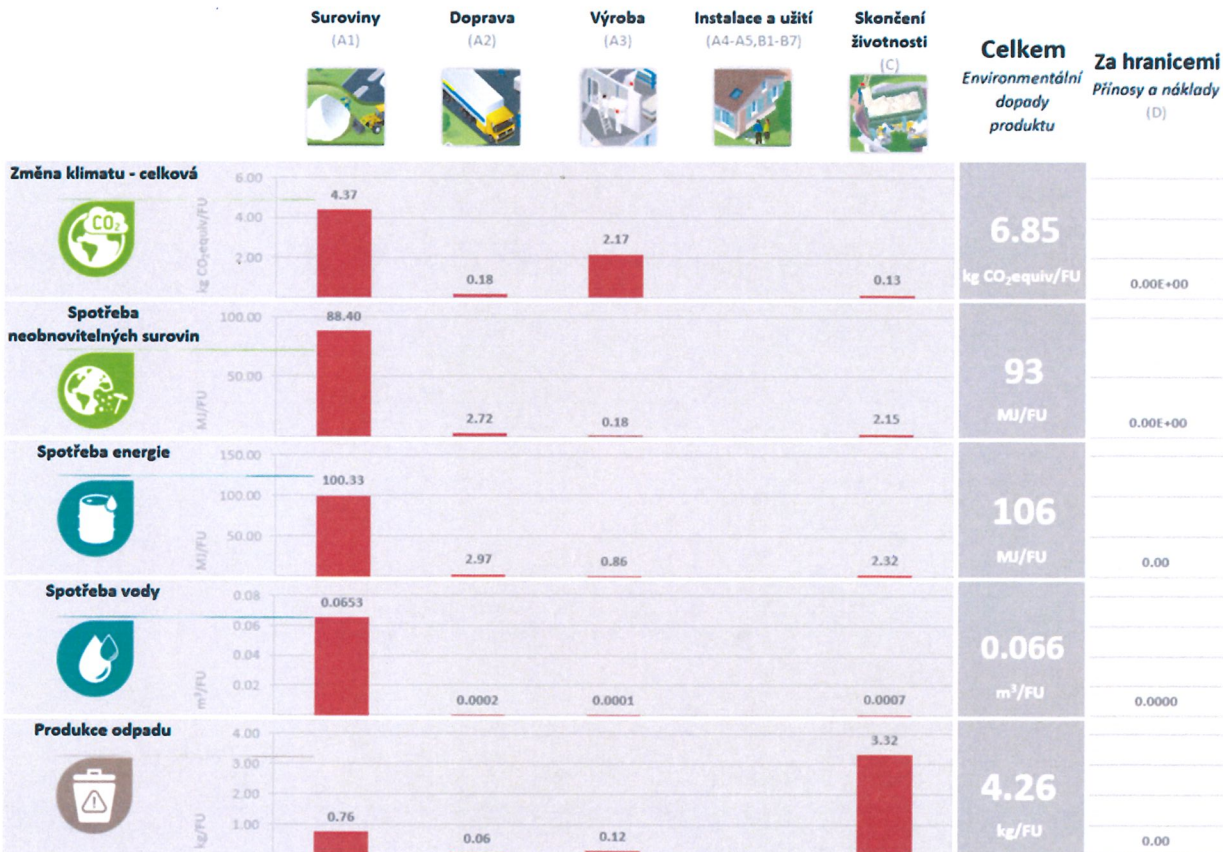 Suroviny
(A1)
Doprava
(A2)
Výroba
(A3)
Instalace a užití
(A4-A5,B1-B7)
Skončení
životnosti
(C)
Celkem
Environmentální
dopady
produktu
Za hranicemi
Přínosy a náklady
(D)
Změna klimatu - celková
CO₂
kg CO₂equiv/FU
6.00
4.00
2.00
4.37
0.18
2.17
0.13
6.85
kg CO₂equiv/FU
0.00E+00
Spotřeba
neobnovitelných surovin
MJ/FU
100.00
50.00
88.40
2.72
0.18
2.15
93
MJ/FU
0.00E+00
Spotřeba energie
MJ/FU
150.00
100.00
50.00
100.33
2.97
0.86
2.32
106
MJ/FU
0.00
Spotřeba vody
m³/FU
0.08
0.06
0.04
0.02
0.0653
0.0002
0.0001
0.0007
0.066
m³/FU
0.0000
Produkce odpadu
kg/FU
4.00
3.00
2.00
1.00
0.76
0.06
0.12
3.32
4.26
kg/FU
0.00